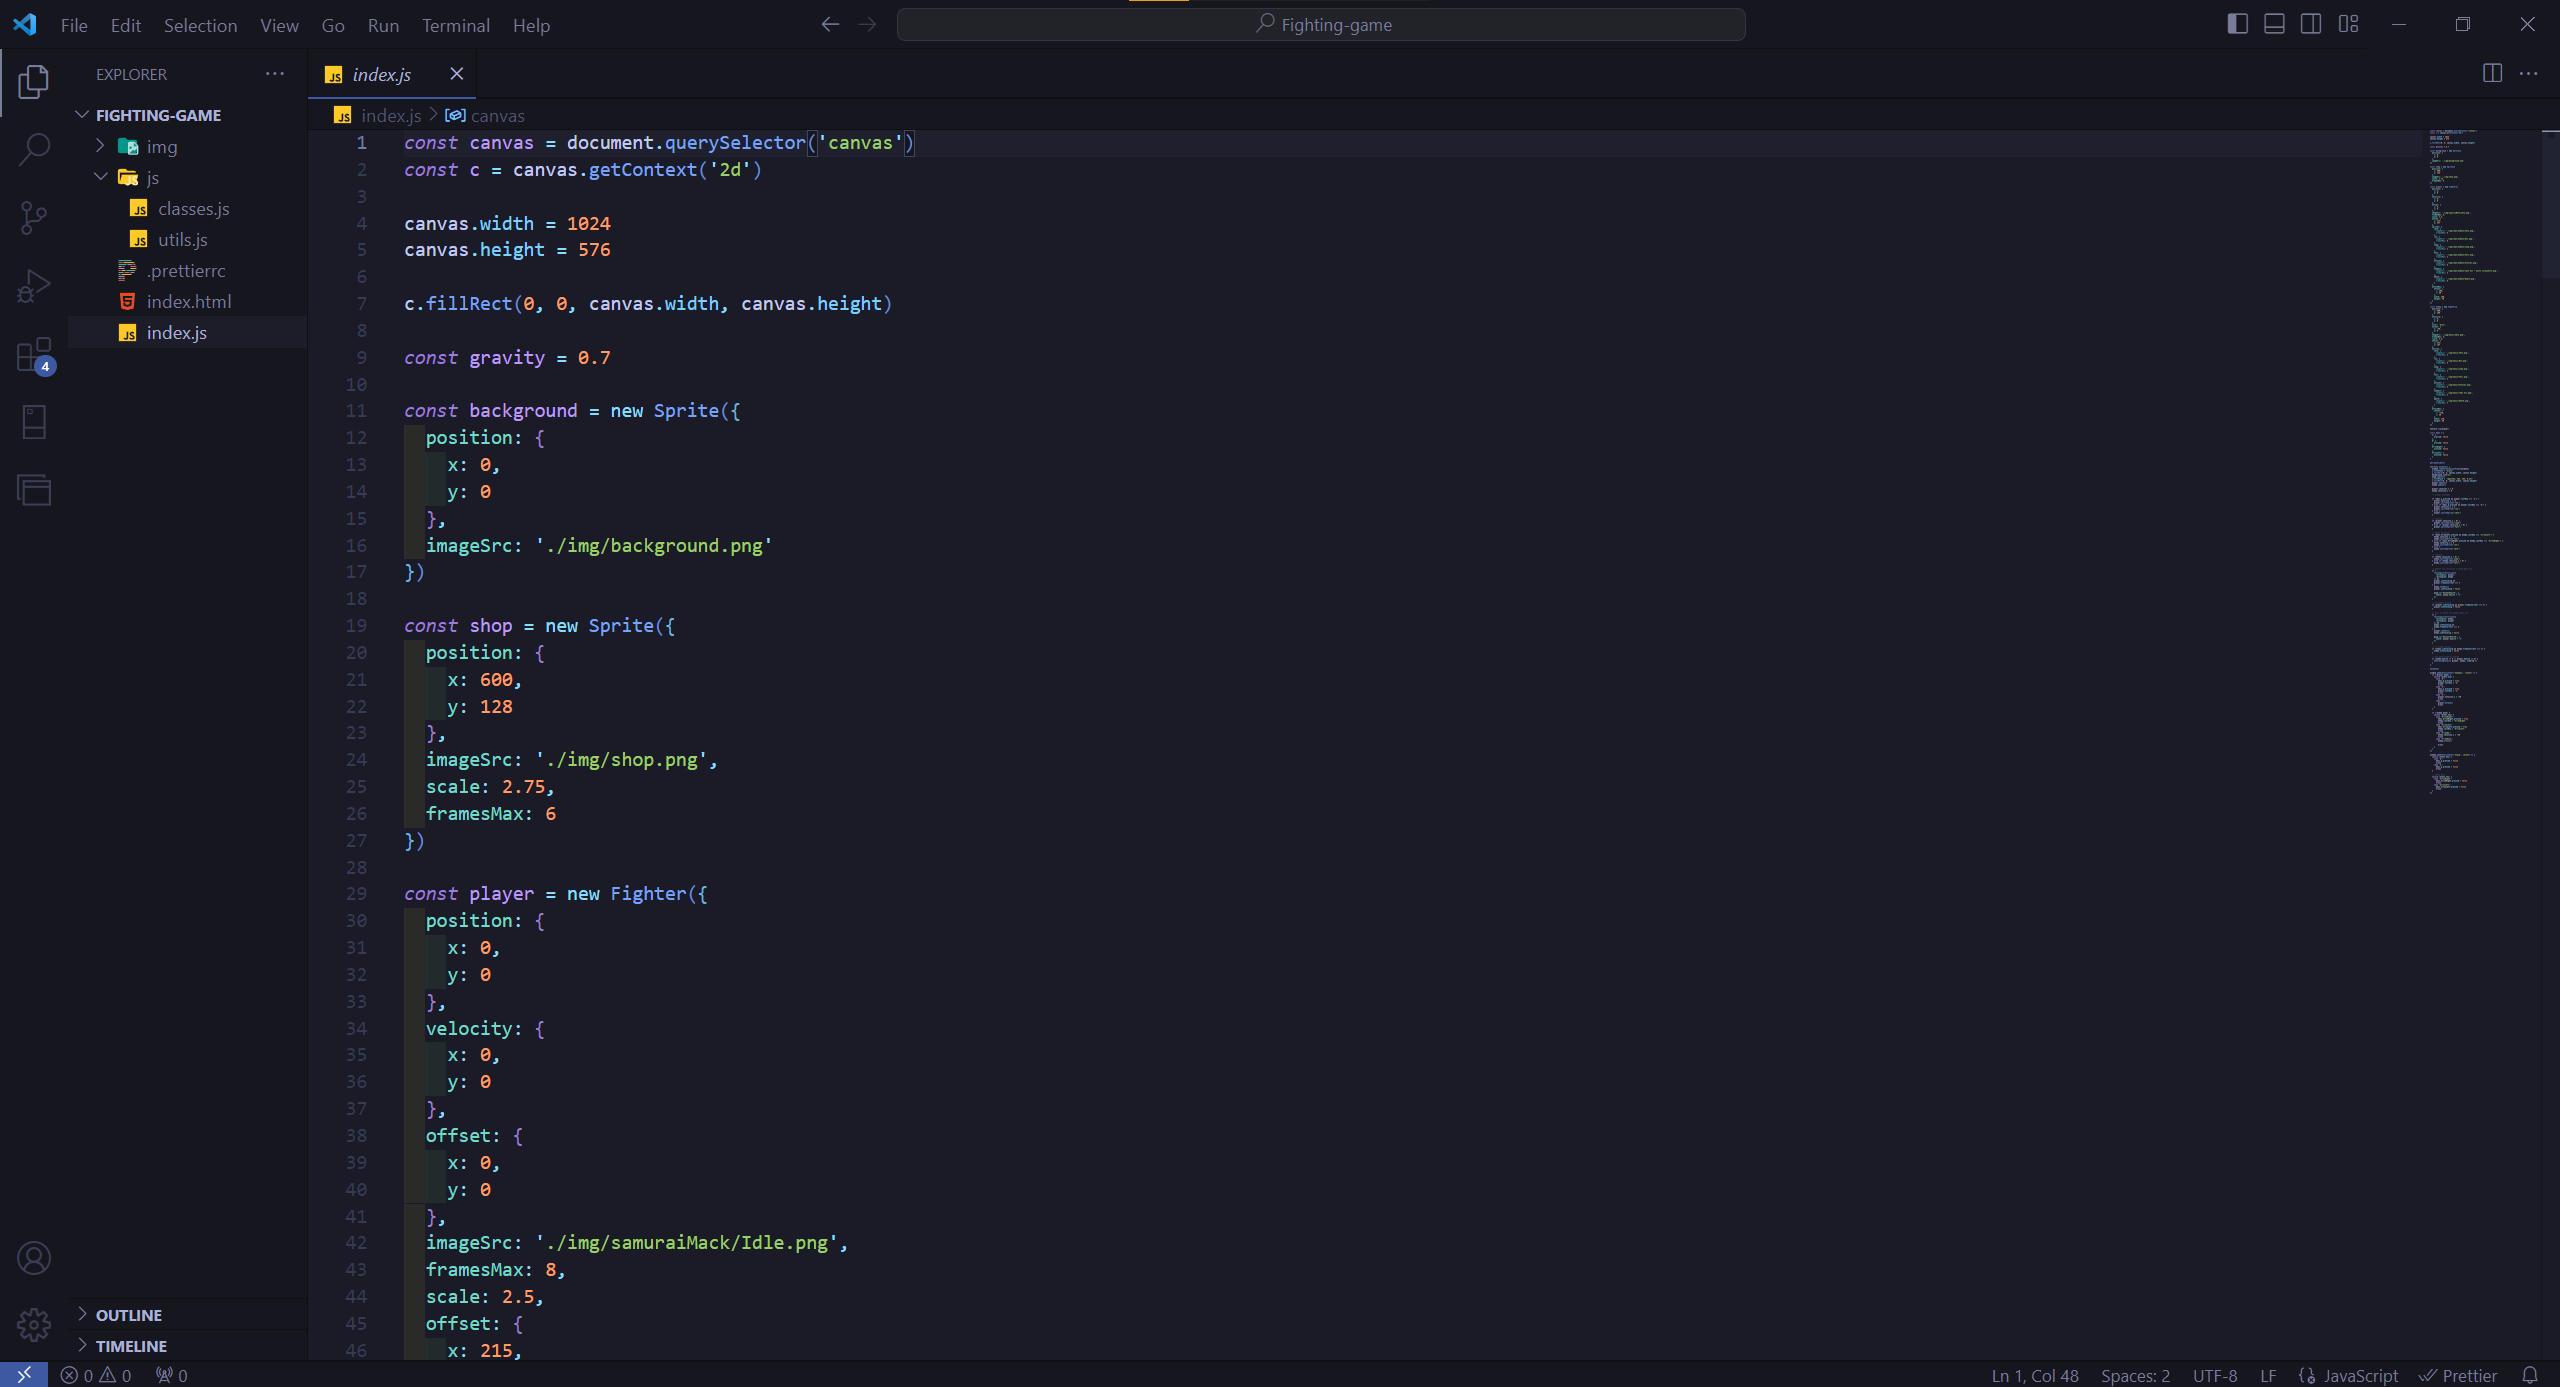 File Edit Selection View Go Run Terminal Help
Fighting-game
EXPLORER
FIGHTING-GAME
img
js
classes.js
utils.js
.prettierrc
index.html
index.js
OUTLINE
TIMELINE
4
index.js
index.js > canvas
1 const canvas = document.querySelector('canvas')
2 const c = canvas.getContext('2d')
3
4 canvas.width = 1024
5 canvas.height = 576
6
7 c.fillRect(0, 0, canvas.width, canvas.height)
8
9 const gravity = 0.7
10
11 const background = new Sprite({
12 position: {
13 x: 0,
14 y: 0
15 },
16 imageSrc: './img/background.png'
17 })
18
19 const shop = new Sprite({
20 position: {
21 x: 600,
22 y: 128
23 },
24 imageSrc: './img/shop.png',
25 scale: 2.75,
26 framesMax: 6
27 })
28
29 const player = new Fighter({
30 position: {
31 x: 0,
32 y: 0
33 },
34 velocity: {
35 x: 0,
36 y: 0
37 },
38 offset: {
39 x: 0,
40 y: 0
41 },
42 imageSrc: './img/samuraiMack/Idle.png',
43 framesMax: 8,
44 scale: 2.5,
45 offset: {
46 x: 215,
0 0 0
Ln 1, Col 48 Spaces: 2 UTF-8 LF JavaScript Prettier